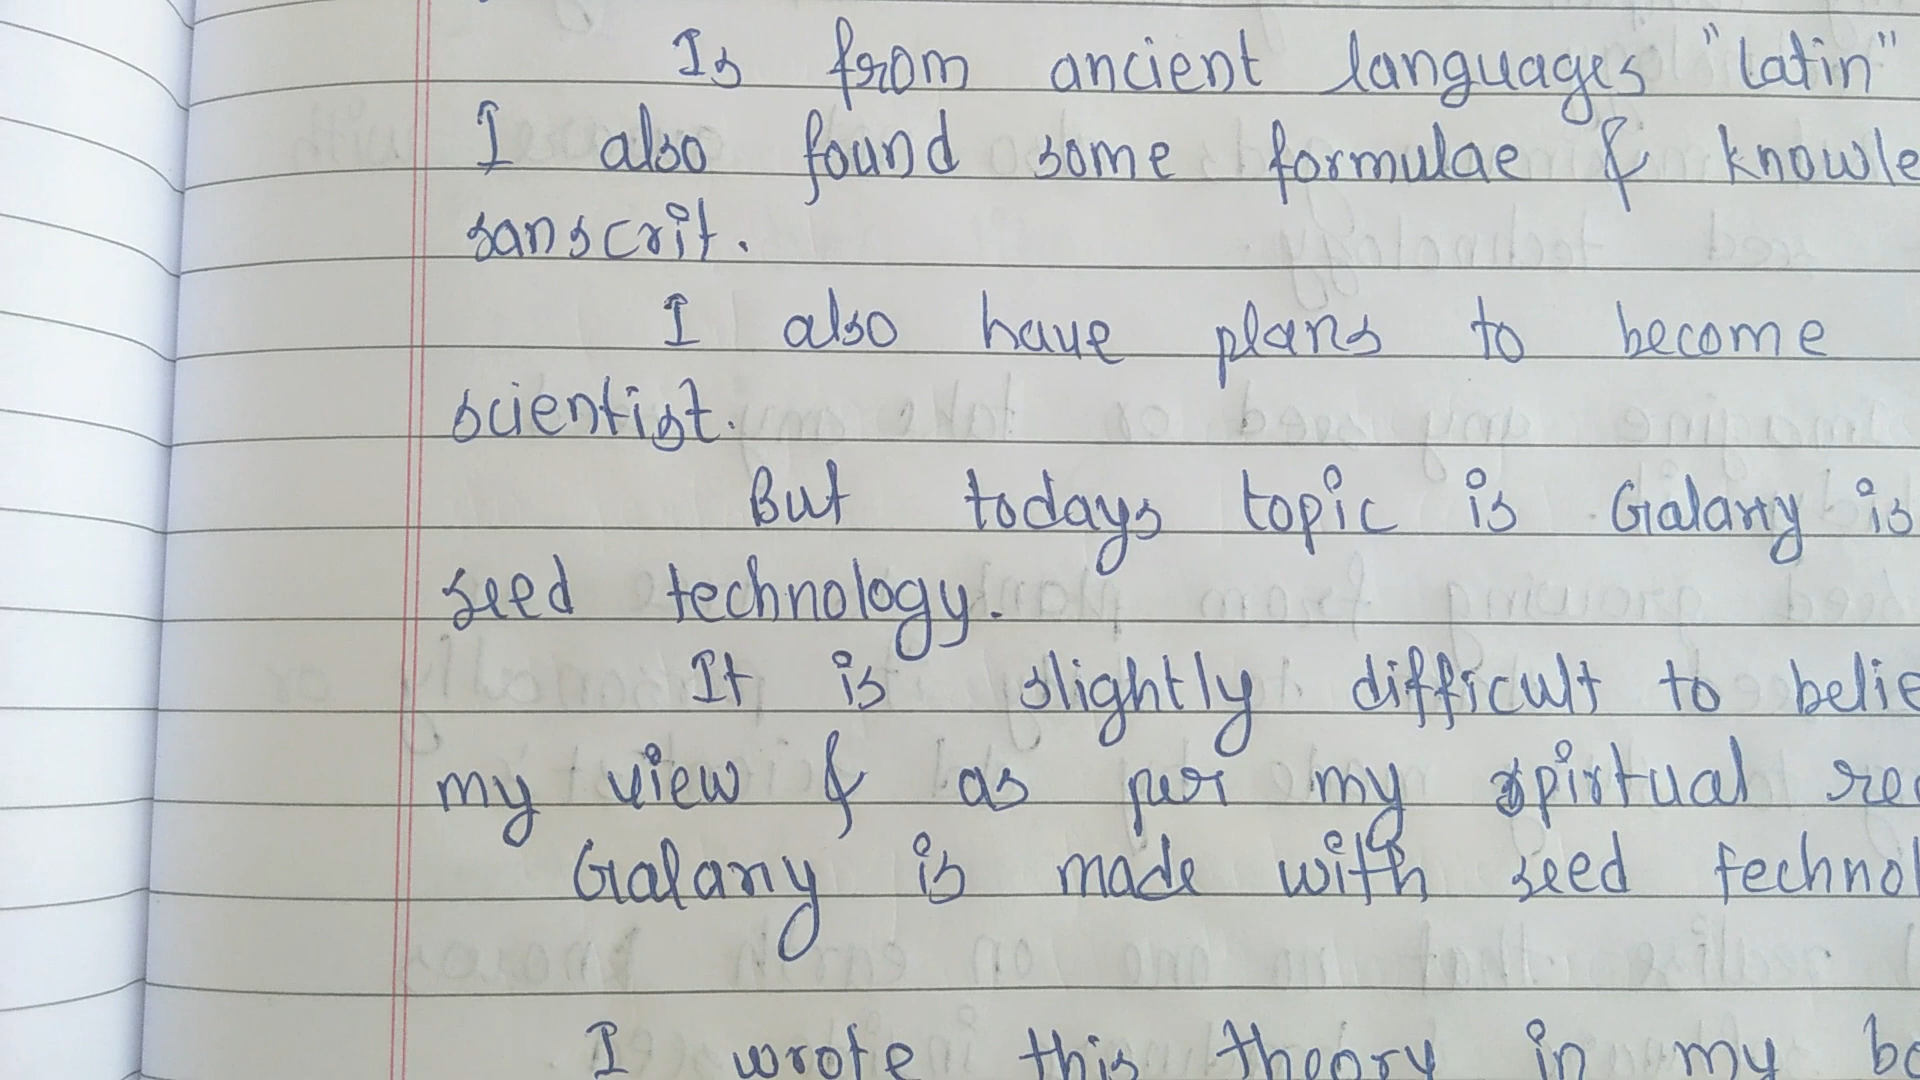 Is from ancient languages "latin"
I also found some formulae & knowle
sanscrit.
I also have plans to become
scientist.
But todays topic is Galaxy is
seed technology.
It is slightly difficult to belie
my view & as per my spirtual re
Galaxy is made with seed technol
I wrote this theory in my bo